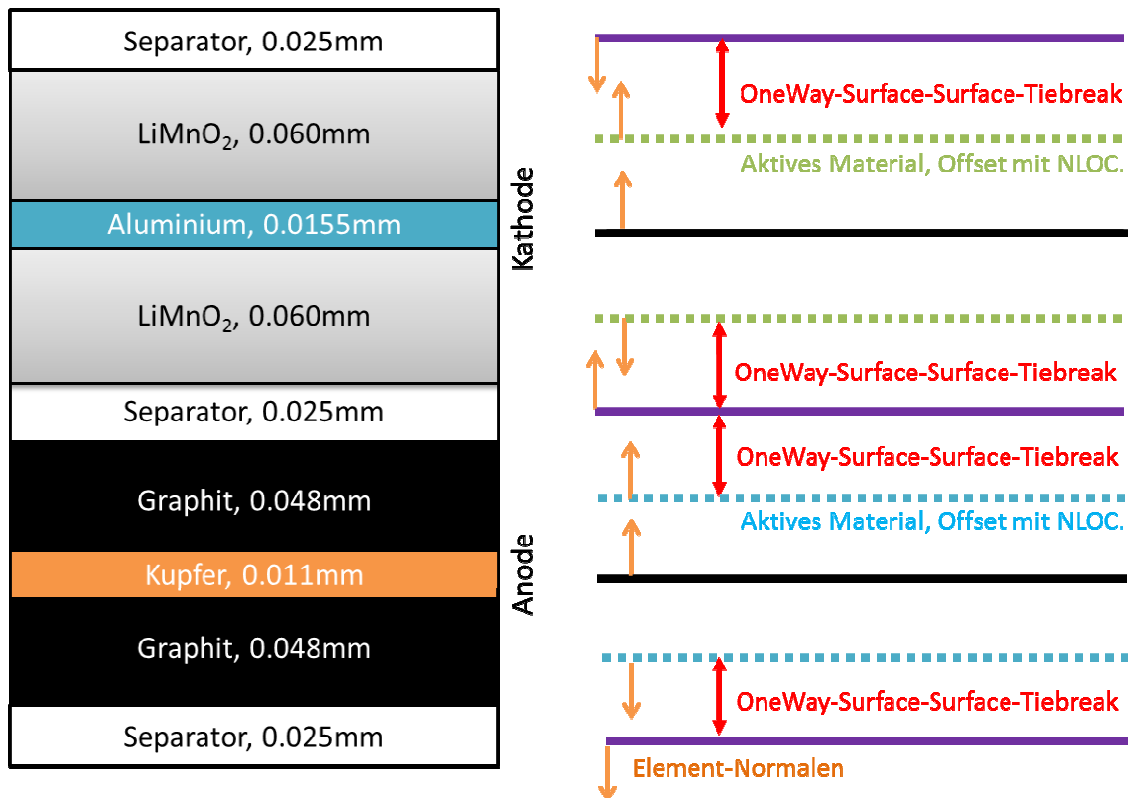 Separator, 0.025mm
LiMnO₂, 0.060mm
Aluminium, 0.0155mm
LiMnO₂, 0.060mm
Separator, 0.025mm
Graphit, 0.048mm
Kupfer, 0.011mm
Graphit, 0.048mm
Separator, 0.025mm
Kathode
Anode
OneWay-Surface-Surface-Tiebreak
Aktives Material, Offset mit NLOC.
OneWay-Surface-Surface-Tiebreak
OneWay-Surface-Surface-Tiebreak
Aktives Material, Offset mit NLOC.
OneWay-Surface-Surface-Tiebreak
Element-Normalen